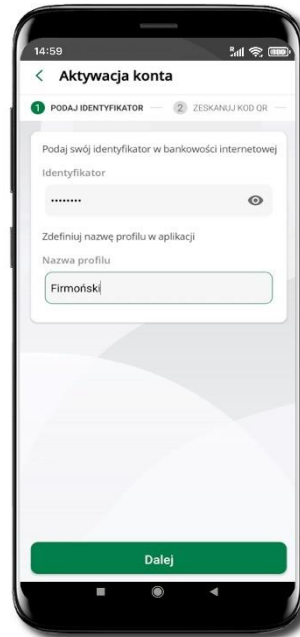 14:59
Aktywacja konta
1 PODAJ IDENTYFIKATOR 2 ZESKANUJ KOD QR
Podaj swój identyfikator w bankowości internetowej
Identyfikator
••••••••
Zdefiniuj nazwę profilu w aplikacji
Nazwa profilu
Firmoński
Dalej